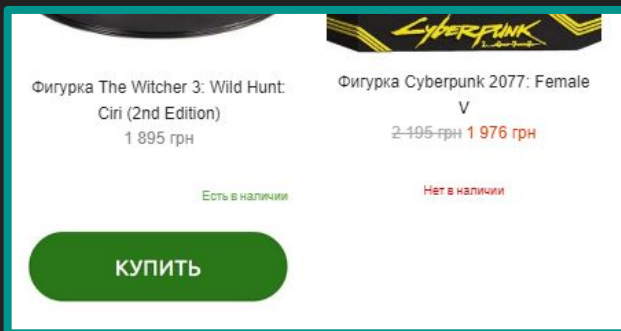 Cyberpunk
2077
Фигурка The Witcher 3: Wild Hunt:
Ciri (2nd Edition)
1 895 грн
Есть в наличии
КУПИТЬ
Фигурка Cyberpunk 2077: Female
V
2 195 грн 1 976 грн
Нет в наличии